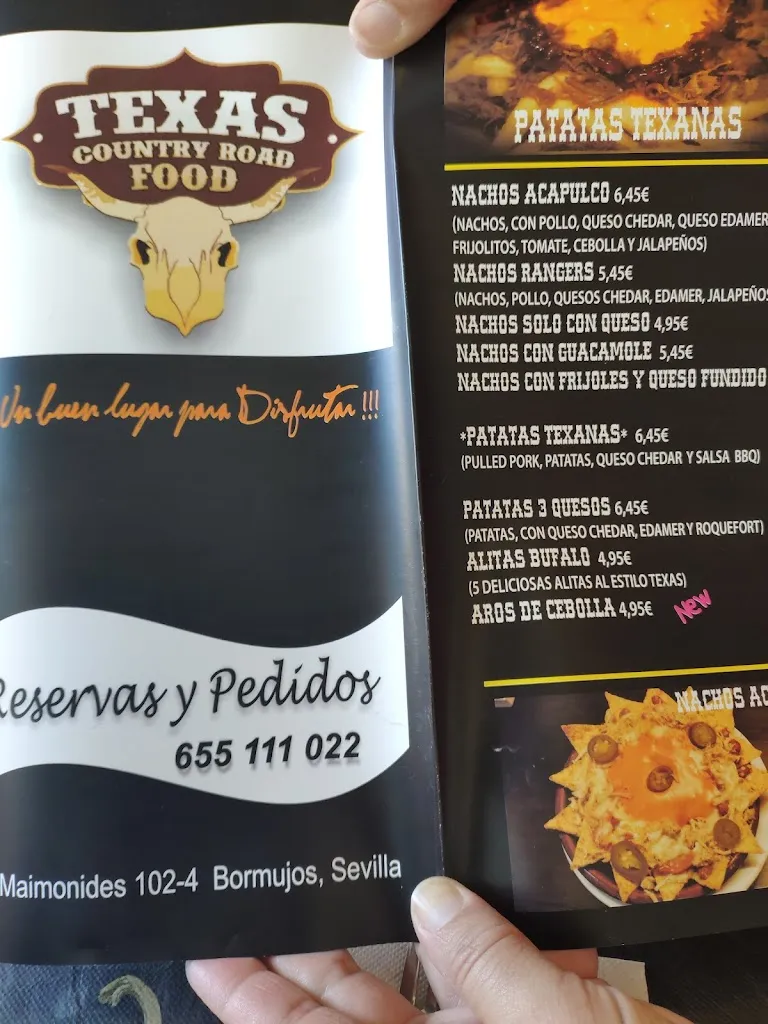 TEXAS
COUNTRY ROAD
FOOD
Un buen lugar para Disfrutar !!!
Reservas y Pedidos
655 111 022
Maimonides 102-4 Bormujos, Sevilla
PATATAS TEXANAS
NACHOS ACAPULCO 6,45€
(NACHOS, CON POLLO, QUESO CHEDAR, QUESO EDAMER
FRIJOLITOS, TOMATE, CEBOLLA Y JALAPEÑOS)
NACHOS RANGERS 5,45€
(NACHOS, POLLO, QUESOS CHEDAR, EDAMER, JALAPEÑOS
NACHOS SOLO CON QUESO 4,95€
NACHOS CON GUACAMOLE 5,45€
NACHOS CON FRIJOLES Y QUESO FUNDIDO
*PATATAS TEXANAS* 6,45€
(PULLED PORK, PATATAS, QUESO CHEDAR Y SALSA BBQ)
PATATAS 3 QUESOS 6,45€
(PATATAS, CON QUESO CHEDAR, EDAMER Y ROQUEFORT)
ALITAS BUFALO 4,95€
(5 DELICIOSAS ALITAS AL ESTILO TEXAS)
AROS DE CEBOLLA 4,95€ New
NACHOS AC